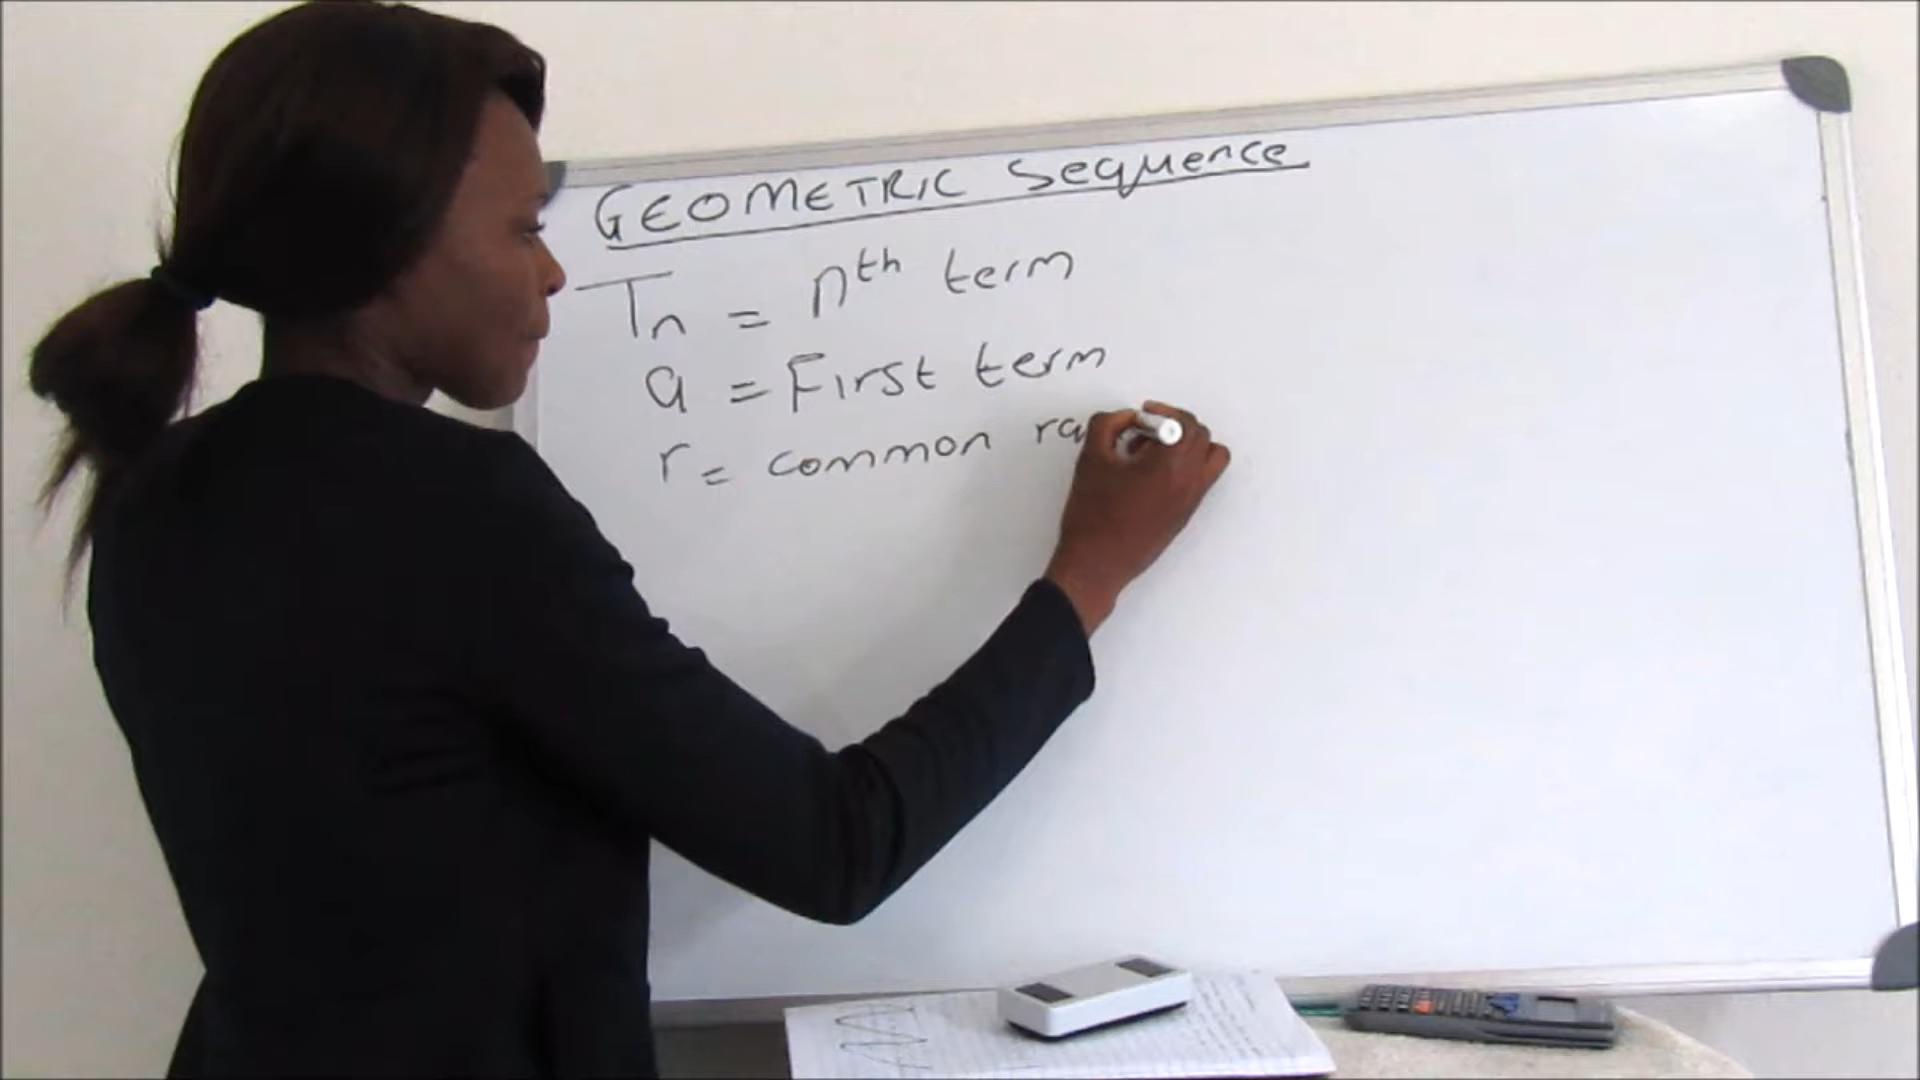 GEOMETRIC Sequence
Tn = nth term
a = First term
r = common ra